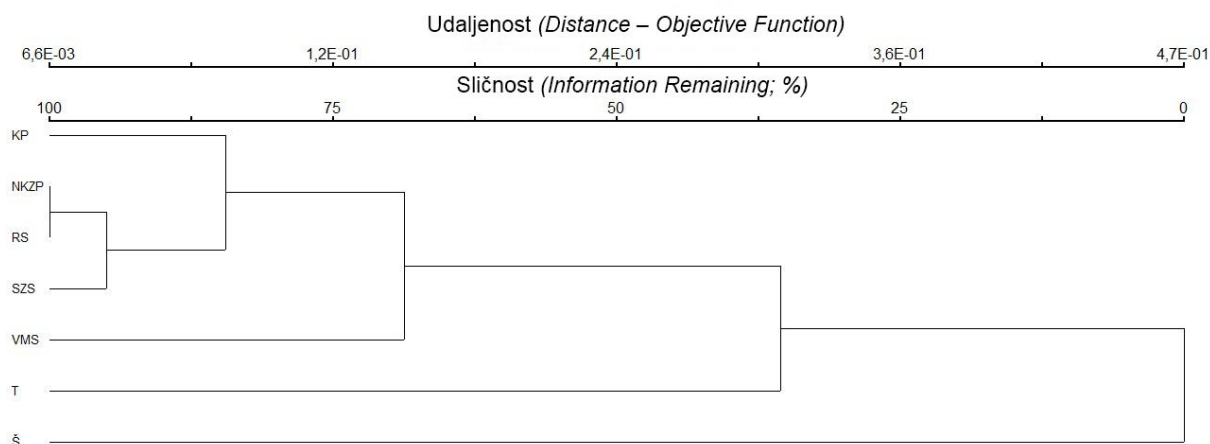 Udaljenost (Distance – Objective Function)
6,6E-03 1,2E-01 2,4E-01 3,6E-01 4,7E-01
Sličnost (Information Remaining; %)
100 75 50 25 0
KP
NKZP
RS
SZS
VMS
T
Š